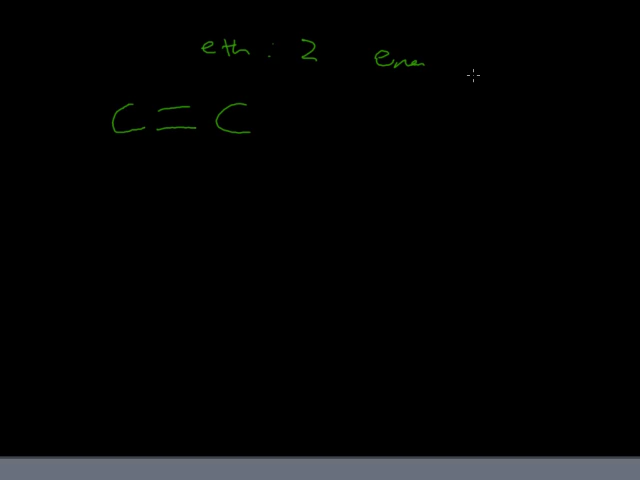 eth : 2 ene
C = C